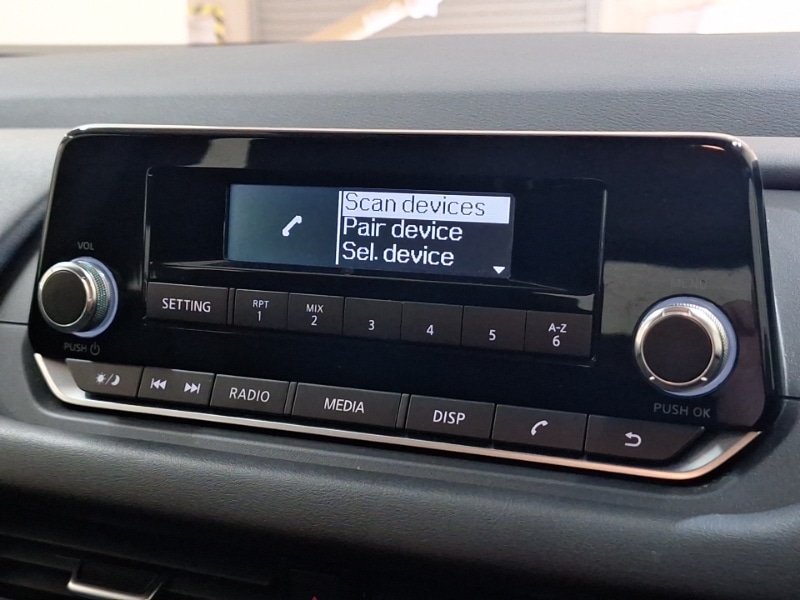 Scan devices
Pair device
Sel. device
VOL
PUSH
SETTING
RPT
1
MIX
2
3
4
5
A-Z
6
PUSH OK
RADIO
MEDIA
DISP